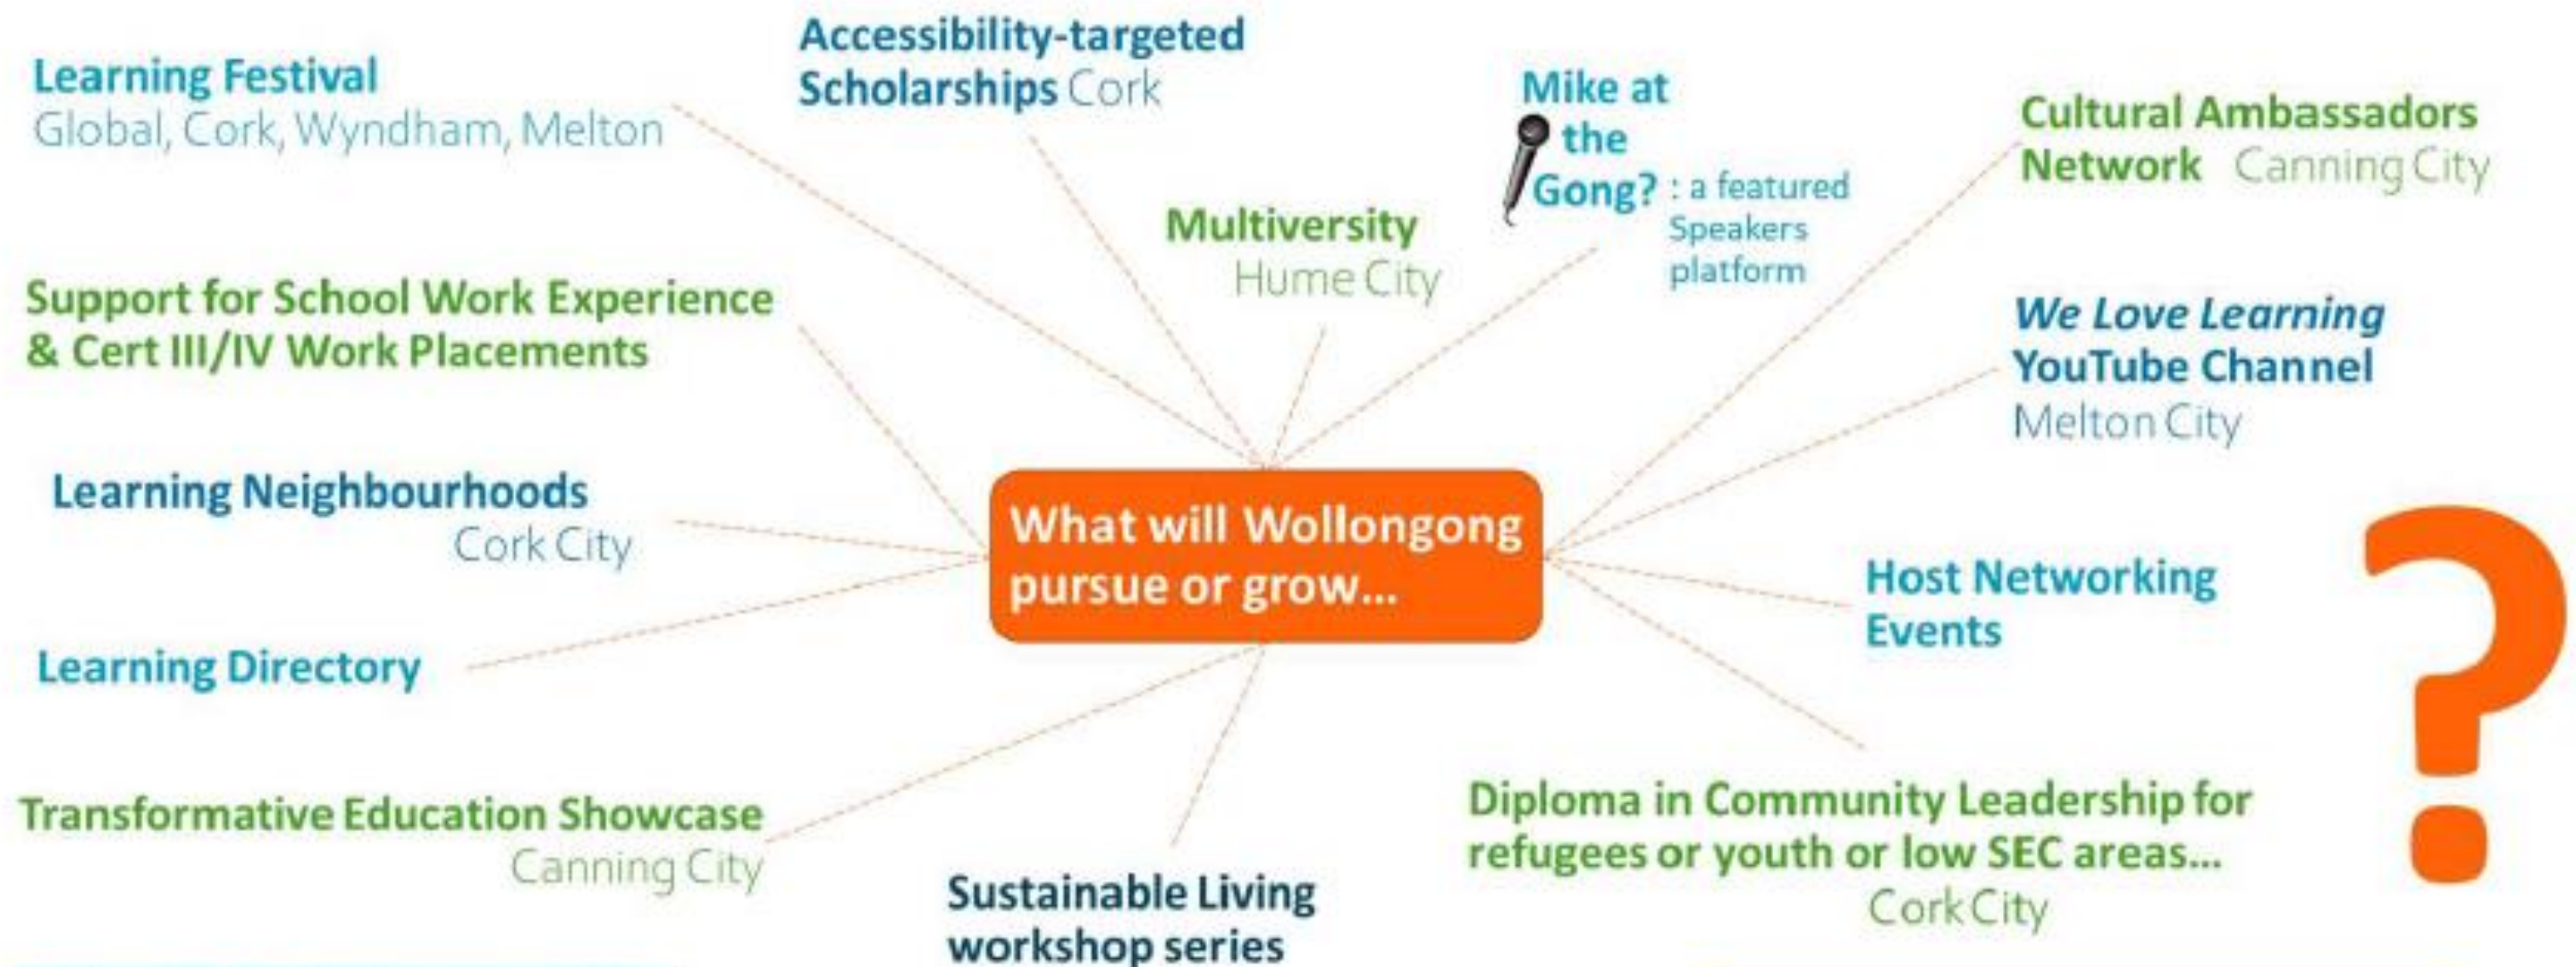 Learning Festival
Global, Cork, Wyndham, Melton
Accessibility-targeted
Scholarships Cork
Mike at
the
Gong? : a featured
Speakers
platform
Multiversity
Hume City
Cultural Ambassadors
Network Canning City
Support for School Work Experience
& Cert III/IV Work Placements
We Love Learning
YouTube Channel
Melton City
Learning Neighbourhoods
Cork City
What will Wollongong
pursue or grow...
Host Networking
Events
?
Learning Directory
Transformative Education Showcase
Canning City
Sustainable Living
workshop series
Diploma in Community Leadership for
refugees or youth or low SEC areas...
Cork City